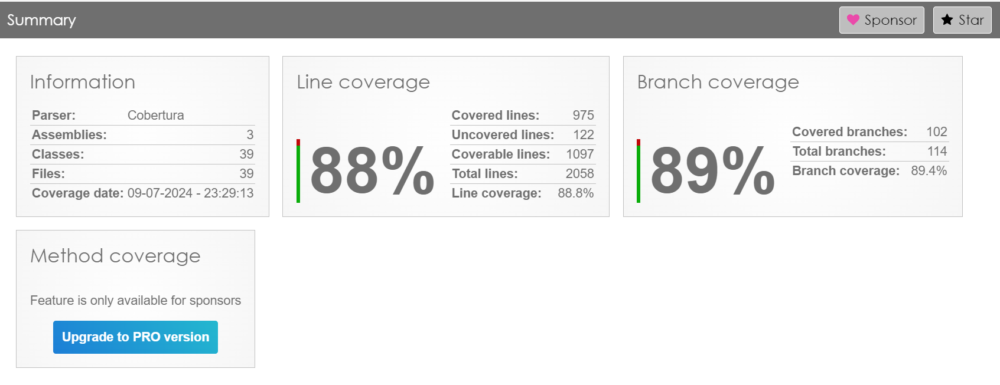 Summary
Sponsor
Star
Information
Parser: Cobertura
Assemblies: 3
Classes: 39
Files: 39
Coverage date: 09-07-2024 - 23:29:13
Line coverage
88%
Covered lines: 975
Uncovered lines: 122
Coverable lines: 1097
Total lines: 2058
Line coverage: 88.8%
Branch coverage
89%
Covered branches: 102
Total branches: 114
Branch coverage: 89.4%
Method coverage
Feature is only available for sponsors
Upgrade to PRO version